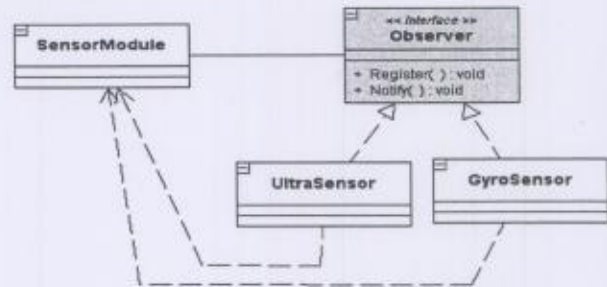 SensorModule
<< Interface >>
Observer
+ Register( ) : void
+ Notify( ) : void
UltraSensor
GyroSensor